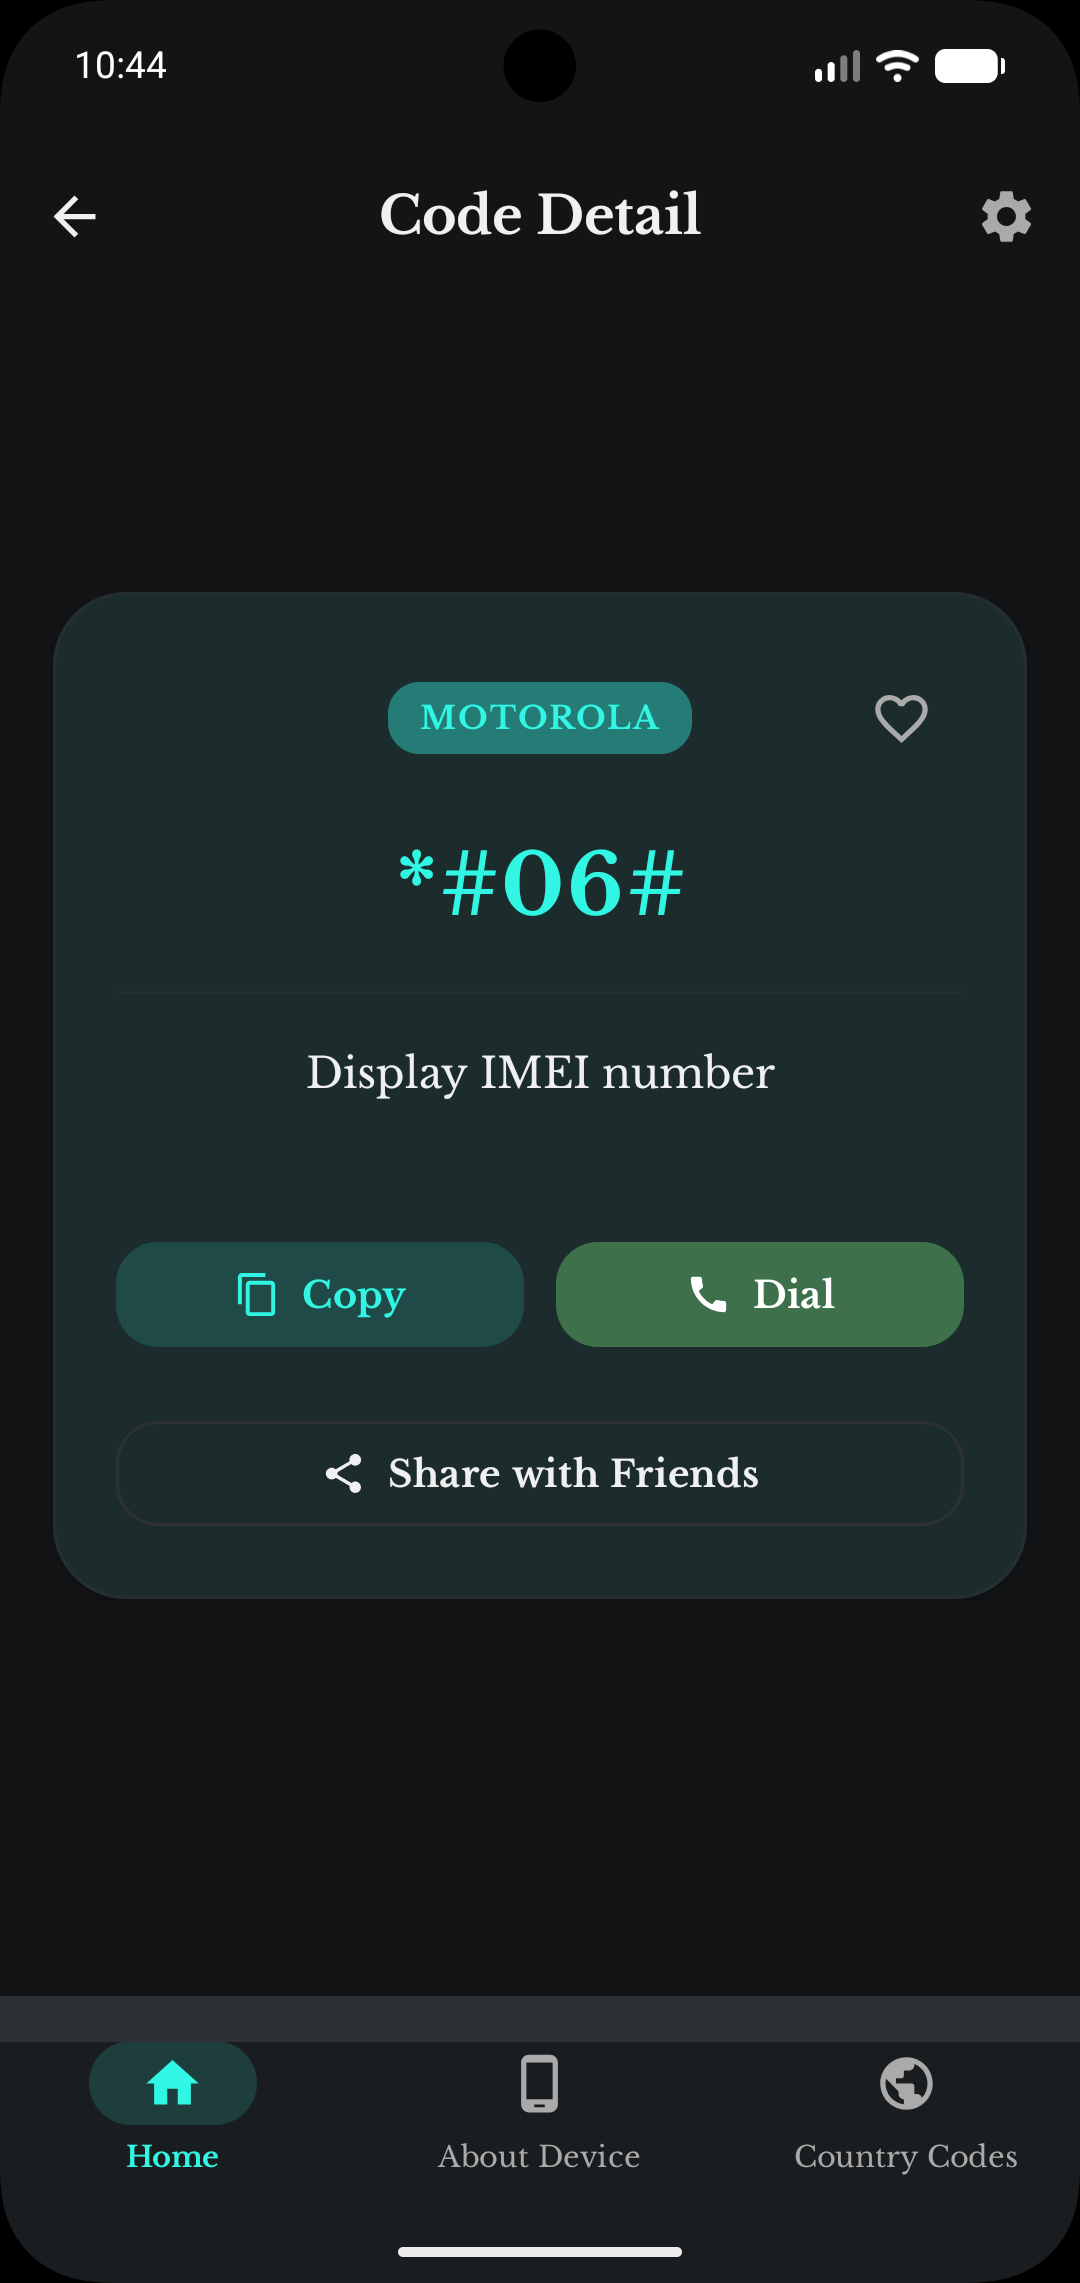 10:44
Code Detail
MOTOROLA
*#06#
Display IMEI number
Copy
Dial
Share with Friends
Home
About Device
Country Codes